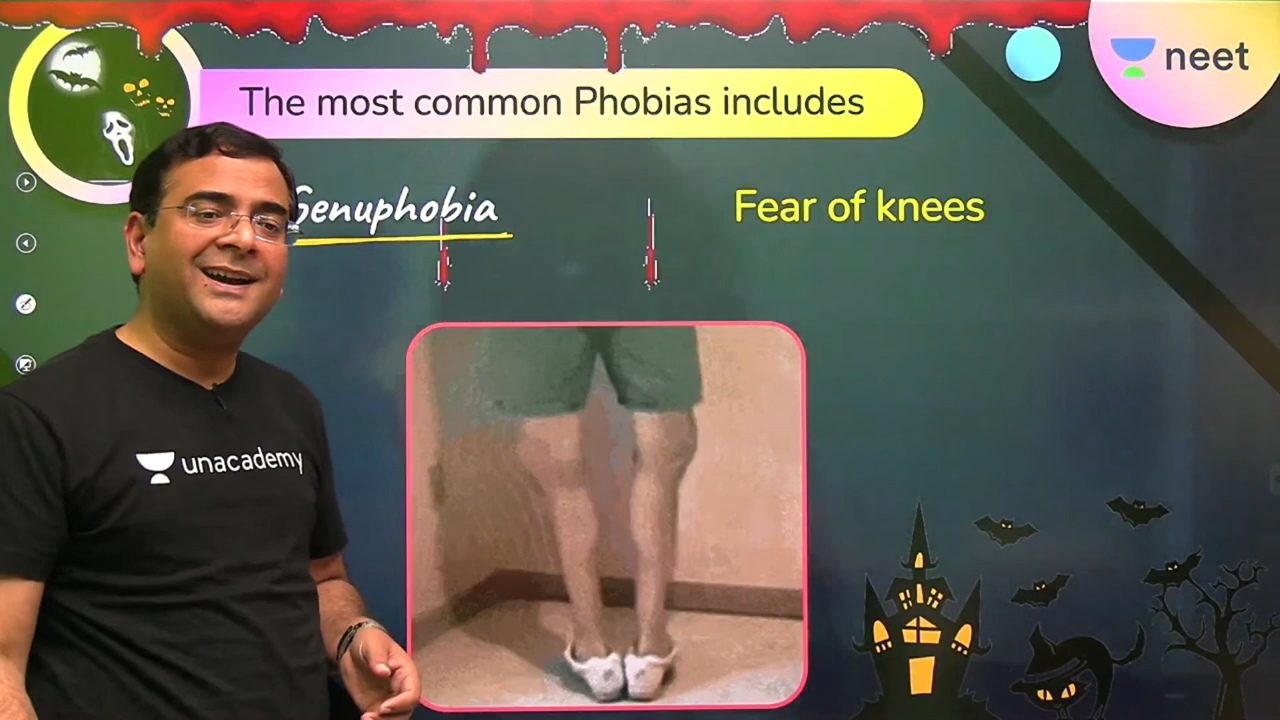 The most common Phobias includes
neet
Genuphobia
Fear of knees
unacademy